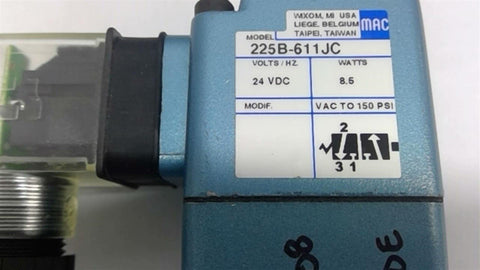 WIXOM, MI USA
LIEGE, BELGIUM
TAIPEI, TAIWAN
MAC
MODEL
225B-611JC
VOLTS / HZ. WATTS
24 VDC 8.5
MODIF. VAC TO 150 PSI
2
3 1